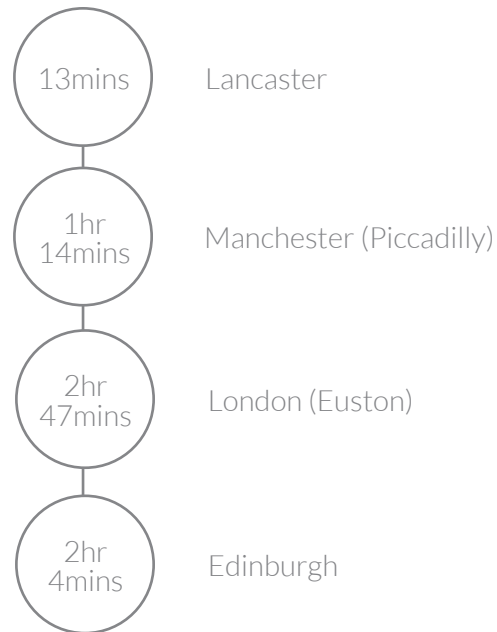 13mins
Lancaster
1hr
14mins
Manchester (Piccadilly)
2hr
47mins
London (Euston)
2hr
4mins
Edinburgh